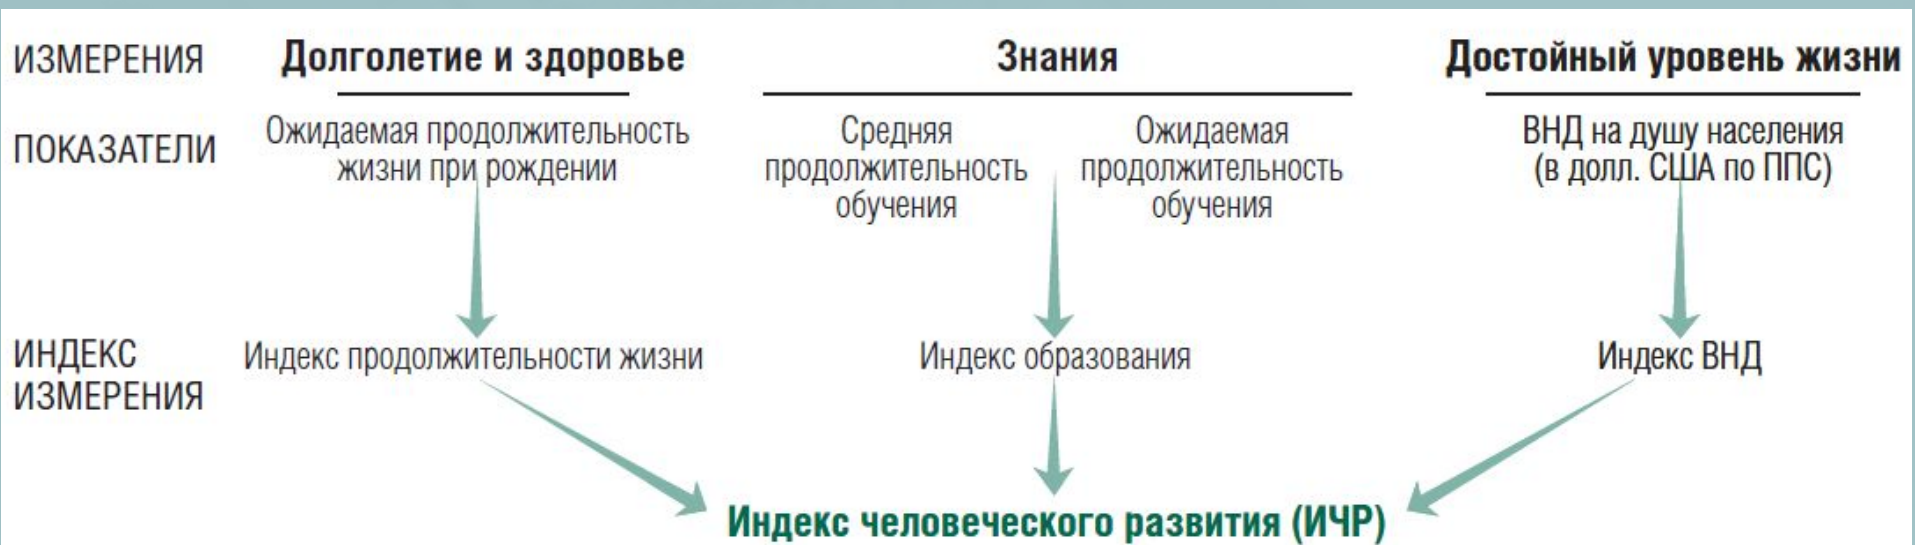 ИЗМЕРЕНИЯ
Долголетие и здоровье
Знания
Достойный уровень жизни
ПОКАЗАТЕЛИ
Ожидаемая продолжительность
жизни при рождении
Средняя
продолжительность
обучения
Ожидаемая
продолжительность
обучения
ВНД на душу населения
(в долл. США по ППС)
ИНДЕКС
ИЗМЕРЕНИЯ
Индекс продолжительности жизни
Индекс образования
Индекс ВНД
Индекс человеческого развития (ИЧР)